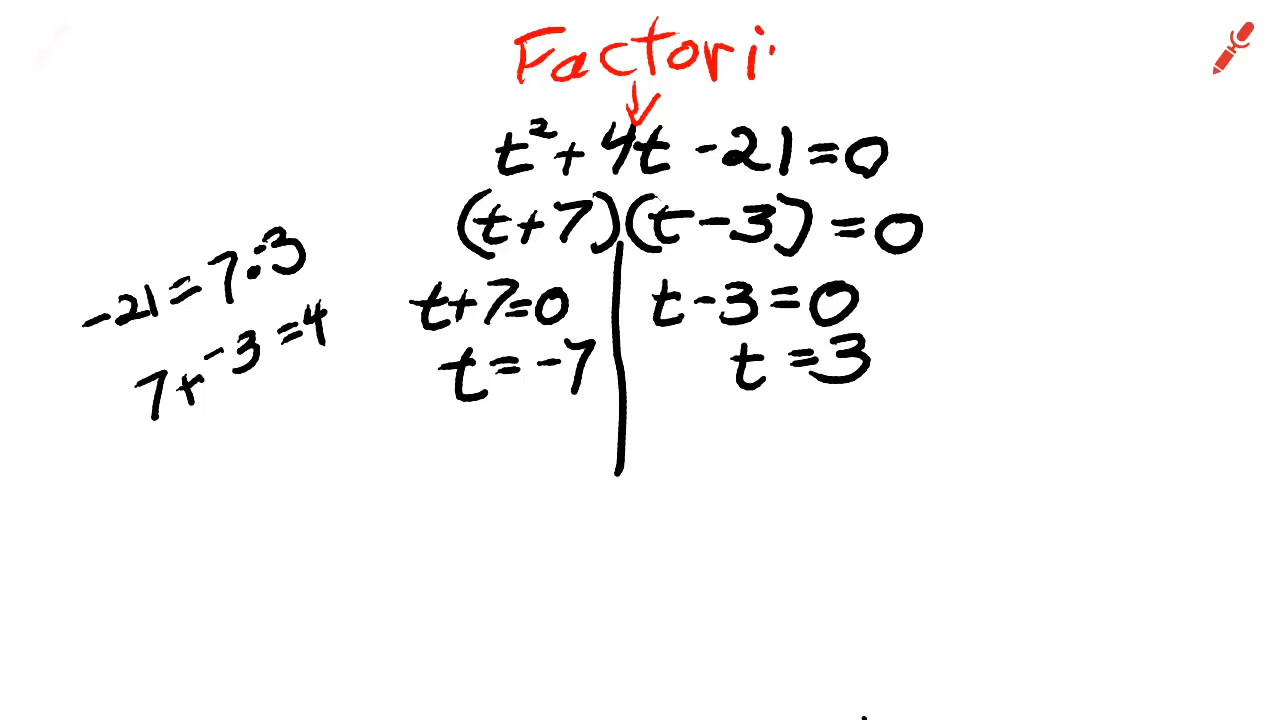 Factori
t² + 4t - 21 = 0
(t + 7)(t - 3) = 0
-21 = 7 · -3
7 + -3 = 4
t + 7 = 0
t = -7
t - 3 = 0
t = 3